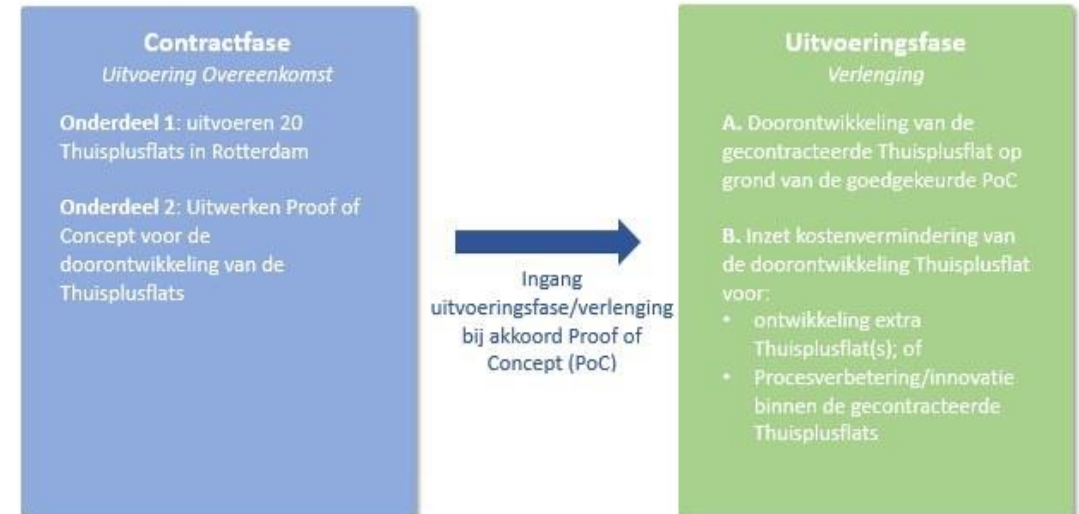 Contractfase
Uitvoering Overeenkomst
Onderdeel 1: uitvoeren 20
Thuisplusflats in Rotterdam
Onderdeel 2: Uitwerken Proof of
Concept voor de
doorontwikkeling van de
Thuisplusflats
Ingang
uitvoeringsfase/verlenging
bij akkoord Proof of
Concept (PoC)
Uitvoeringsfase
Verlenging
A. Doorontwikkeling van de
gecontracteerde Thuisplusflat op
grond van de goedgekeurde PoC
B. Inzet kostenvermindering van
de doorontwikkeling Thuisplusflat
voor:
• ontwikkeling extra
Thuisplusflat(s); of
• Procesverbetering/innovatie
binnen de gecontracteerde
Thuisplusflats